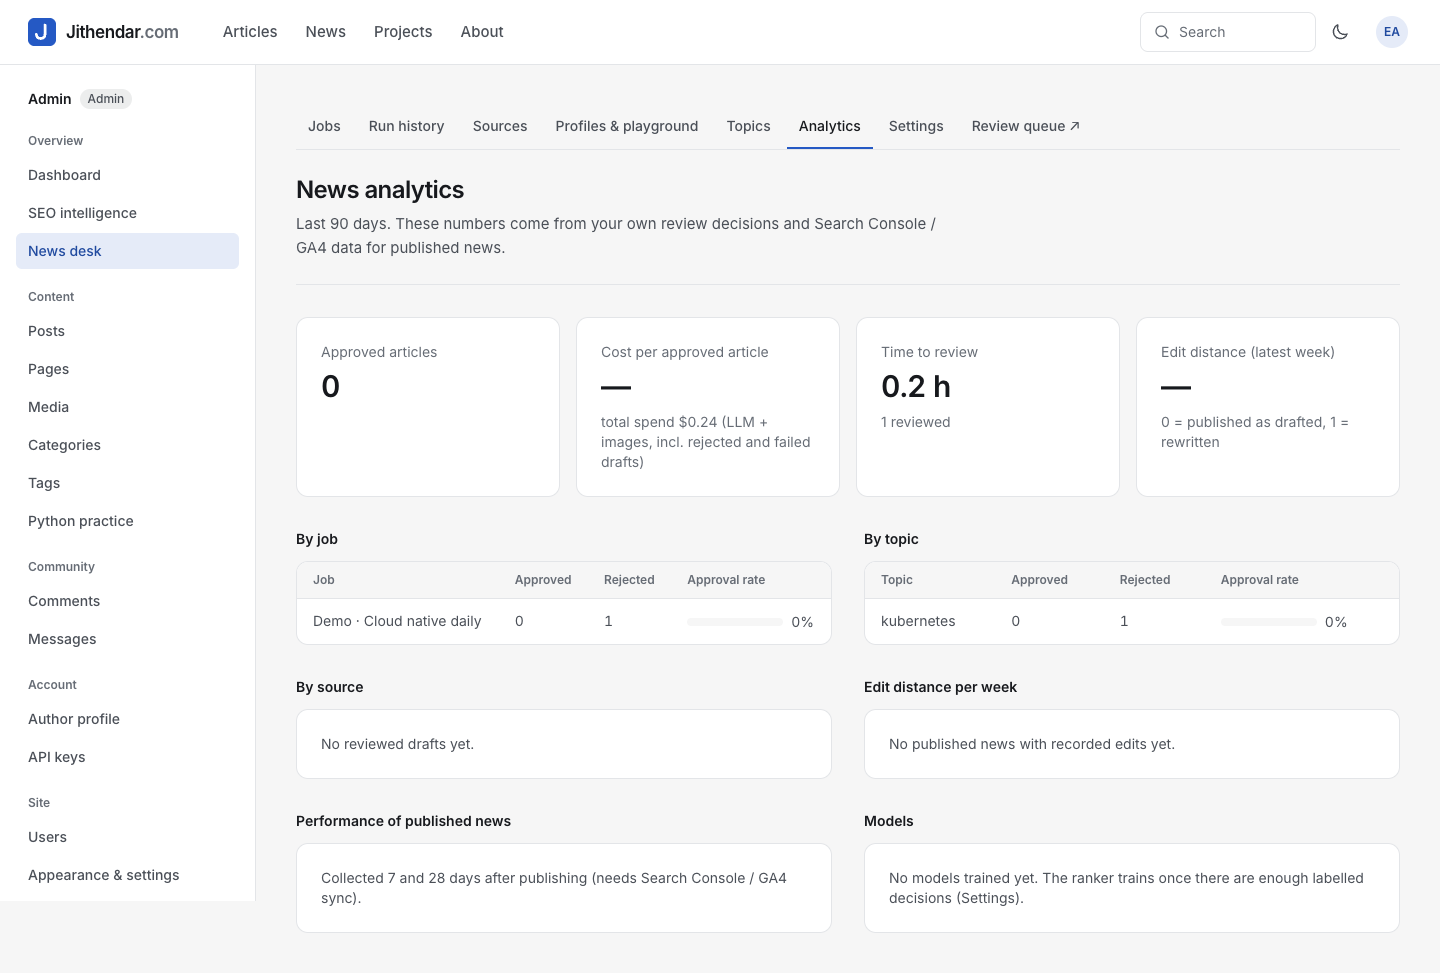 J Jithendar.com
Articles
News
Projects
About
Search
EA
Admin Admin
Overview
Dashboard
SEO intelligence
News desk
Content
Posts
Pages
Media
Categories
Tags
Python practice
Community
Comments
Messages
Account
Author profile
API keys
Site
Users
Appearance & settings
Jobs
Run history
Sources
Profiles & playground
Topics
Analytics
Settings
Review queue ↗
News analytics
Last 90 days. These numbers come from your own review decisions and Search Console /
GA4 data for published news.
Approved articles
0
Cost per approved article
—
total spend $0.24 (LLM +
images, incl. rejected and failed
drafts)
Time to review
0.2 h
1 reviewed
Edit distance (latest week)
—
0 = published as drafted, 1 =
rewritten
By job
Job Approved Rejected Approval rate
Demo · Cloud native daily 0 1 0%
By topic
Topic Approved Rejected Approval rate
kubernetes 0 1 0%
By source
No reviewed drafts yet.
Edit distance per week
No published news with recorded edits yet.
Performance of published news
Collected 7 and 28 days after publishing (needs Search Console / GA4
sync).
Models
No models trained yet. The ranker trains once there are enough labelled
decisions (Settings).